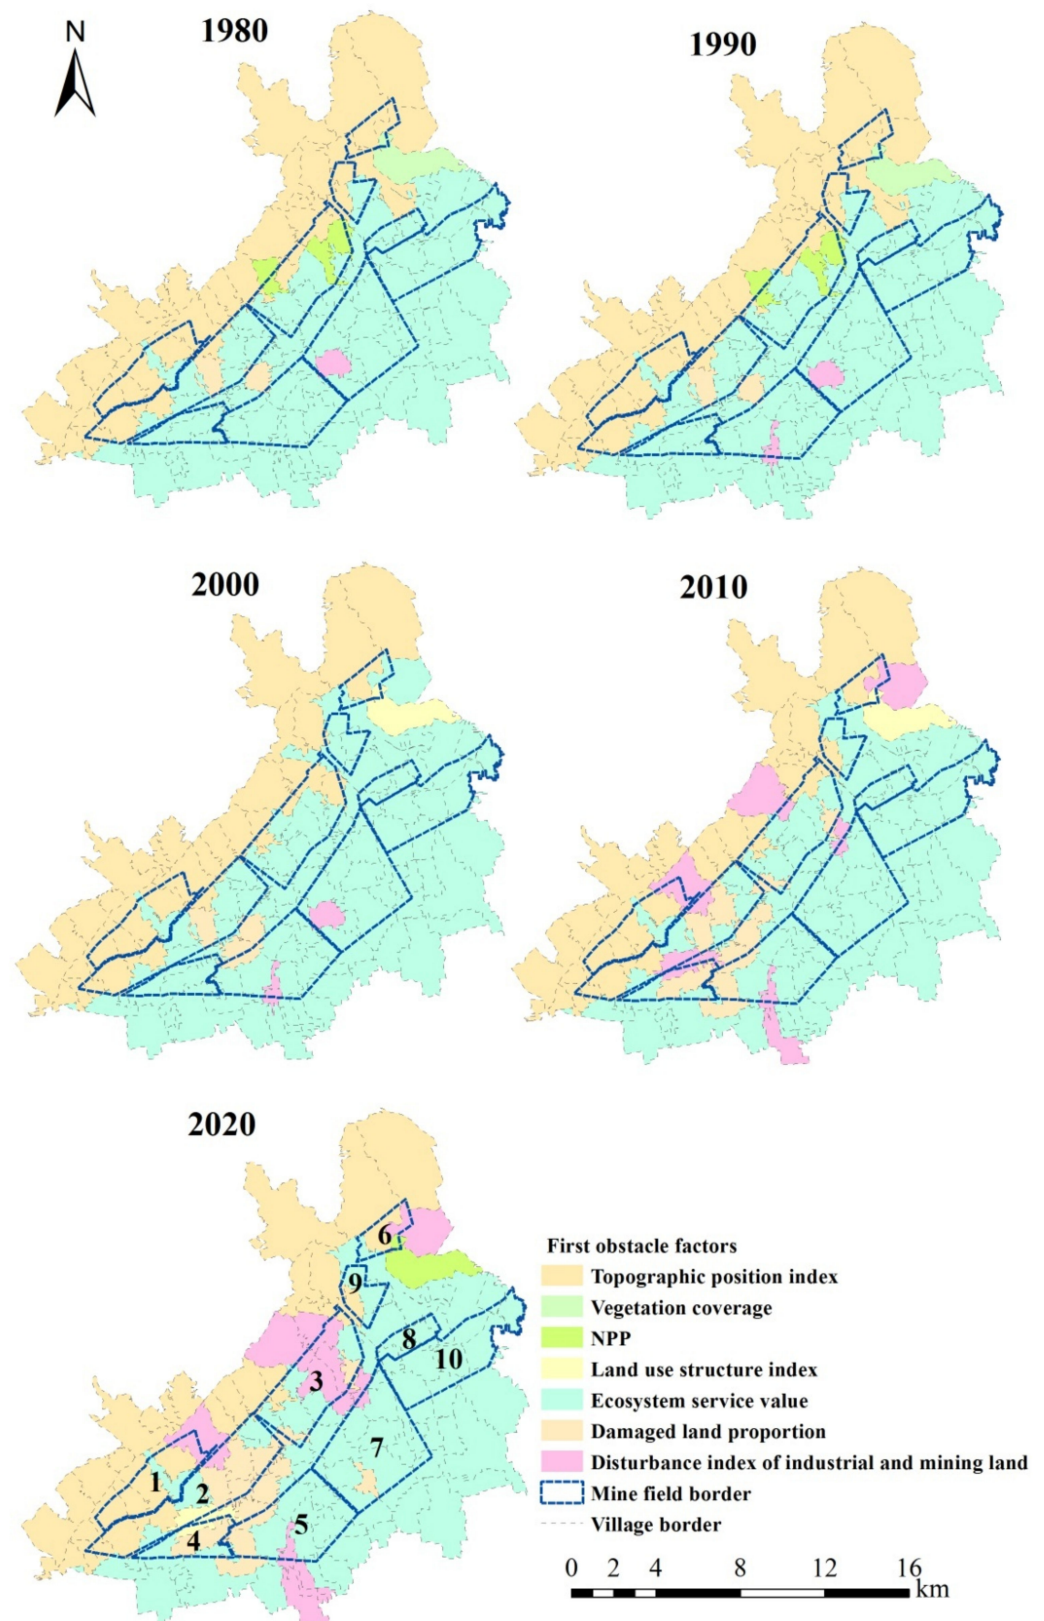 N
1980
1990
2000
2010
2020
6
9
8
10
3
7
1
2
5
4
First obstacle factors
Topographic position index
Vegetation coverage
NPP
Land use structure index
Ecosystem service value
Damaged land proportion
Disturbance index of industrial and mining land
Mine field border
Village border
0 2 4 8 12 16
km